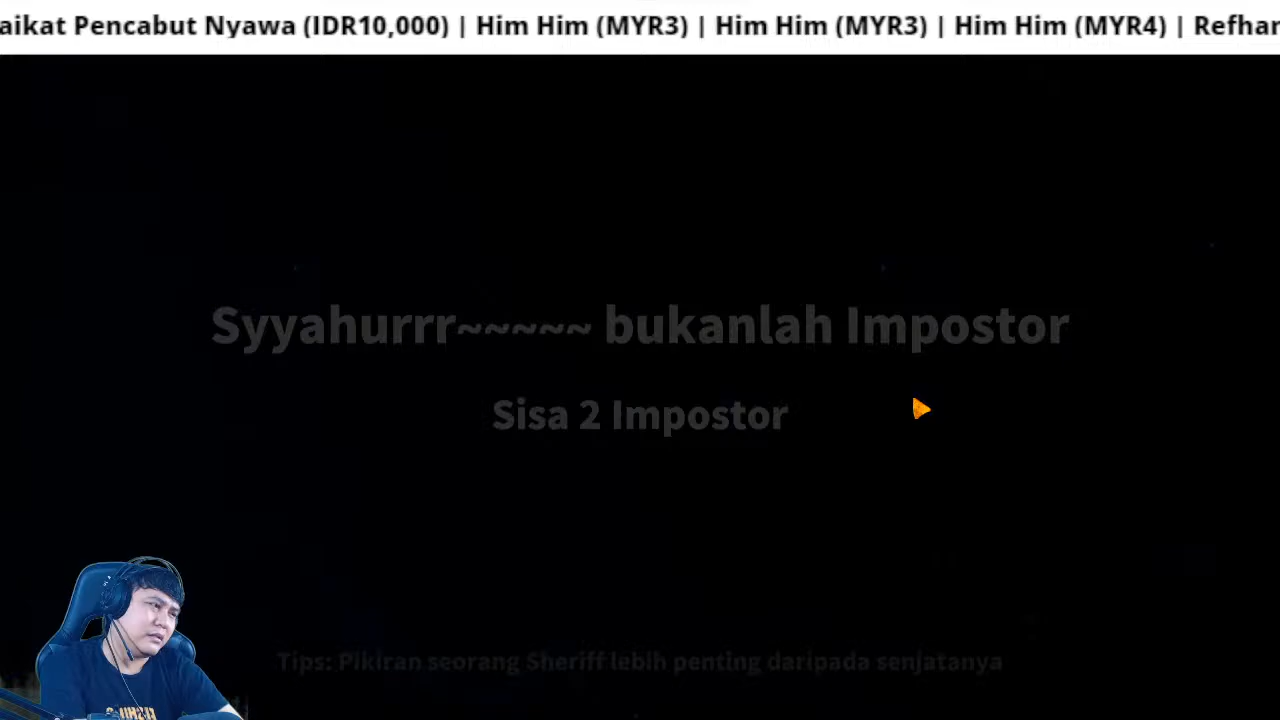 aikat Pencabut Nyawa (IDR10,000) | Him Him (MYR3) | Him Him (MYR3) | Him Him (MYR4) | Refhan
Syyahurrr~~~~~ bukanlah Impostor
Sisa 2 Impostor
Tips: Pikiran seorang Sheriff lebih penting daripada senjatanya